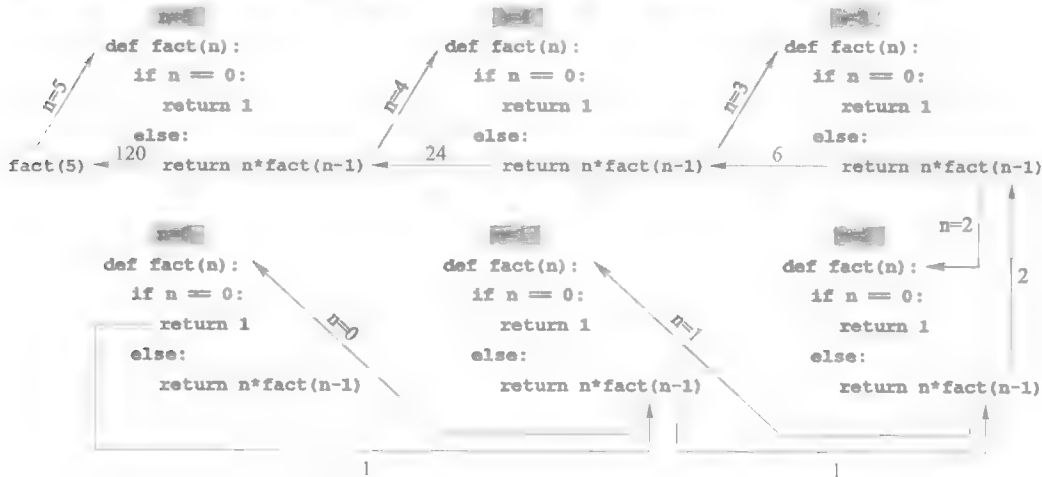 def fact(n):
if n == 0:
return 1
else:
return n*fact(n-1)
n=5
fact(5)
120
def fact(n):
if n == 0:
return 1
else:
return n*fact(n-1)
n=4
24
def fact(n):
if n == 0:
return 1
else:
return n*fact(n-1)
n=3
6
n=2
2
def fact(n):
if n == 0:
return 1
else:
return n*fact(n-1)
n=0
1
def fact(n):
if n == 0:
return 1
else:
return n*fact(n-1)
n=1
1
def fact(n):
if n == 0:
return 1
else:
return n*fact(n-1)